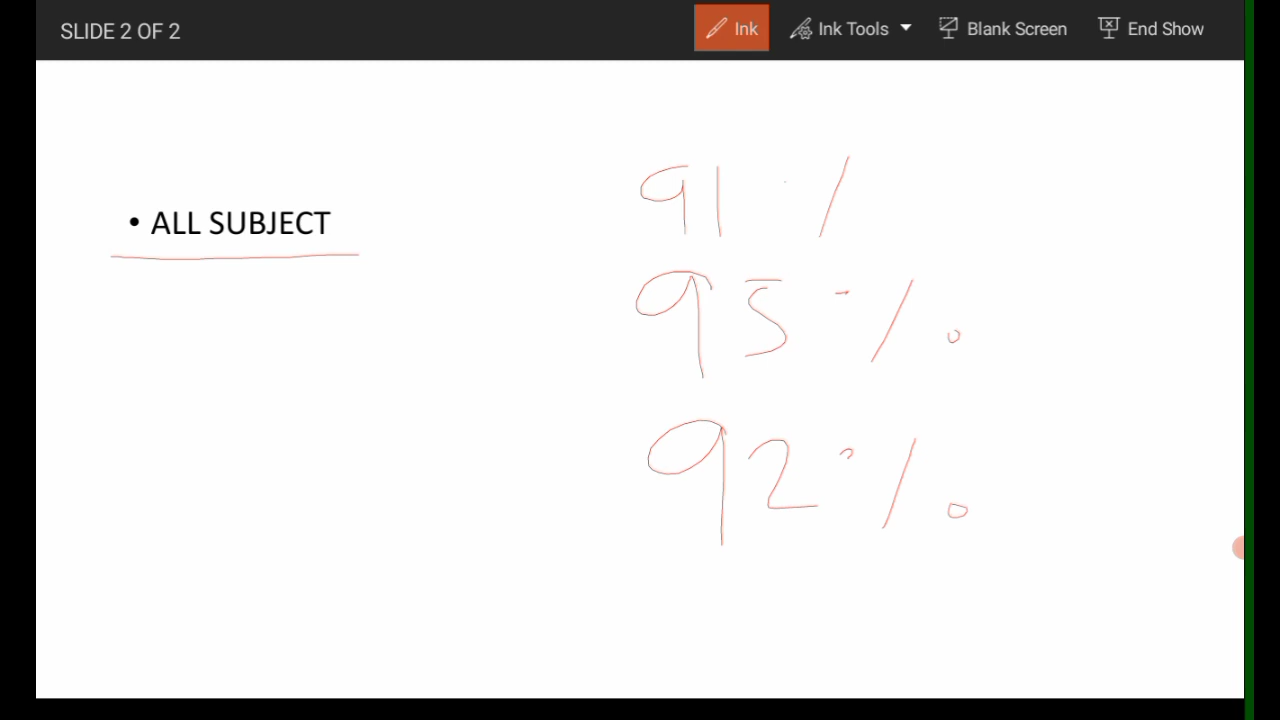 SLIDE 2 OF 2
Ink
Ink Tools
Blank Screen
End Show
• ALL SUBJECT
91 %
95 %
92 %